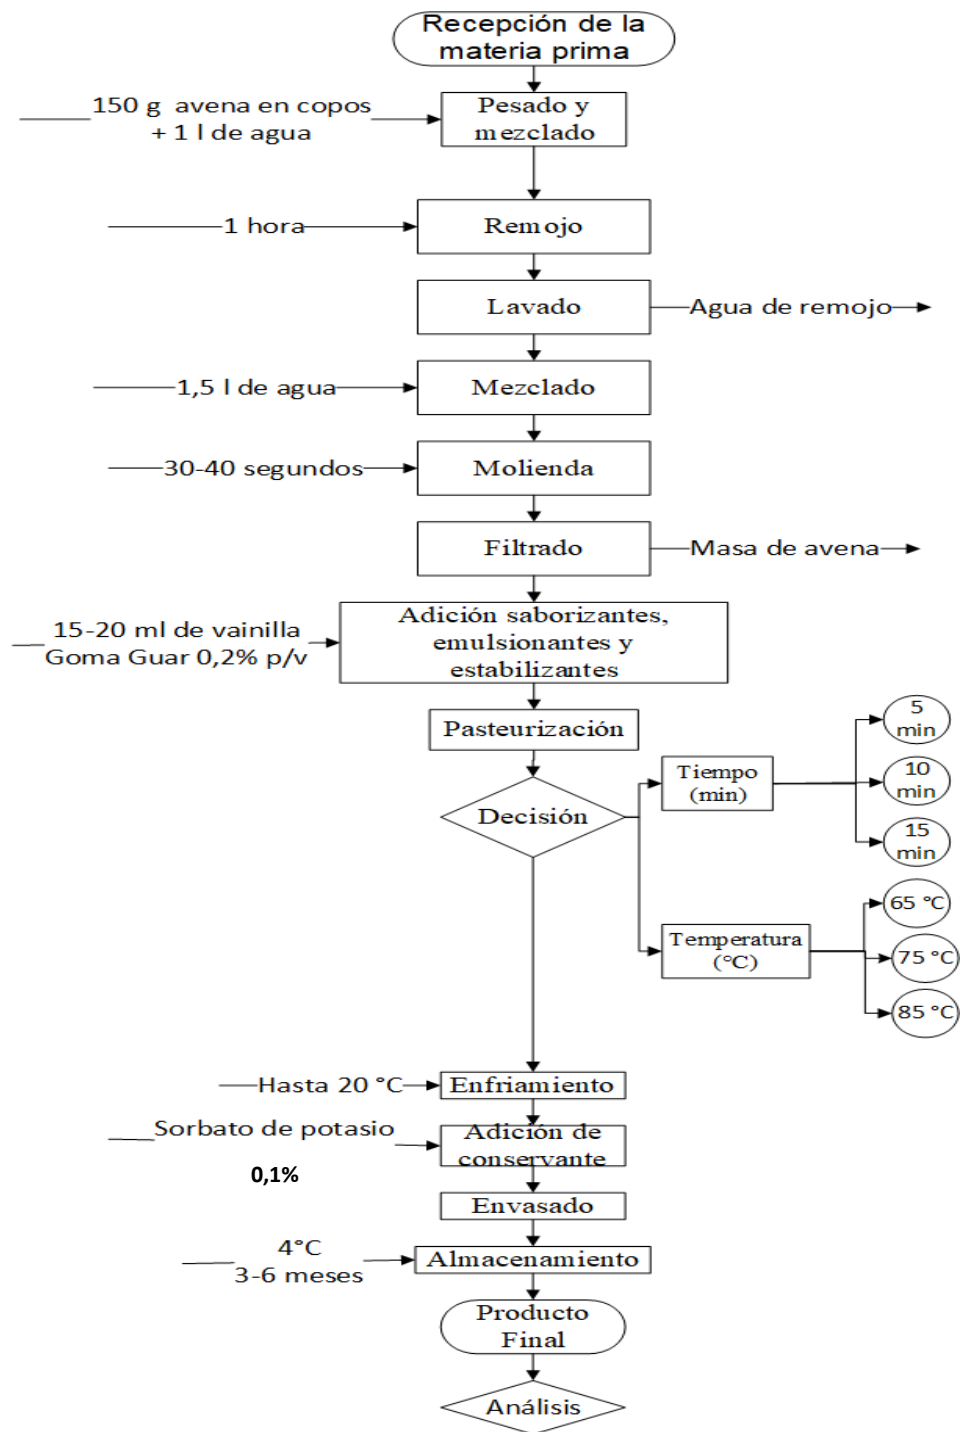 Recepción de la
materia prima
150 g  avena en copos
+ 1 l de agua
Pesado y
mezclado
1 hora
Remojo
Lavado
Agua de remojo
1,5 l de agua
Mezclado
30-40 segundos
Molienda
Filtrado
Masa de avena
15-20 ml de vainilla
Goma Guar 0,2% p/v
Adición saborizantes,
emulsionantes y
estabilizantes
Pasteurización
Decisión
Tiempo
(min)
5
min
10
min
15
min
Temperatura
(°C)
65 °C
75 °C
85 °C
Hasta 20 °C
Enfriamiento
Sorbato de potasio
0,1%
Adición de
conservante
Envasado
4°C
3-6 meses
Almacenamiento
Producto
Final
Análisis